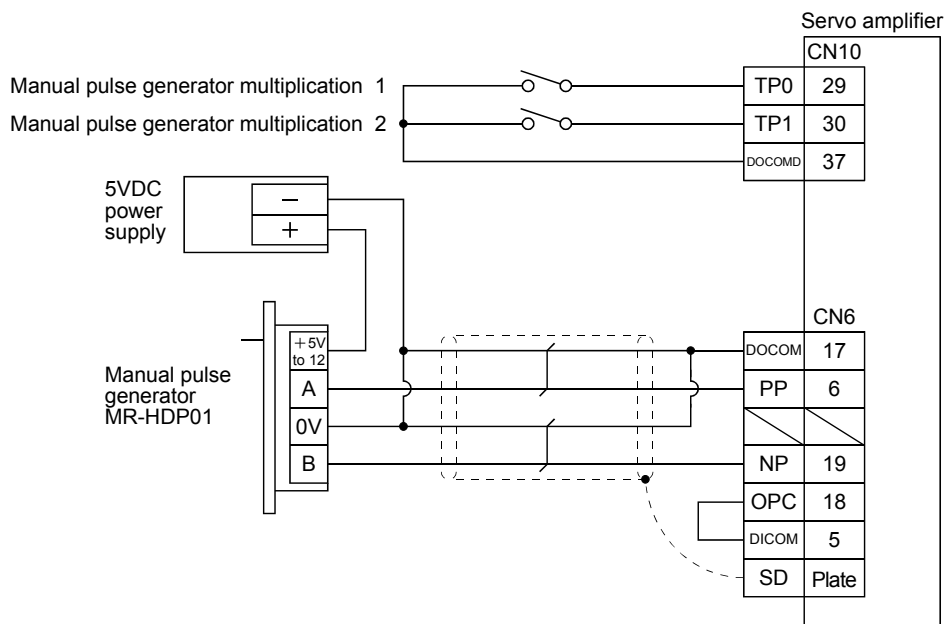 Servo amplifier
CN10
Manual pulse generator multiplication 1
TP0 29
Manual pulse generator multiplication 2
TP1 30
DOCOMD 37
5VDC
power
supply
−
+
CN6
Manual pulse
generator
MR-HDP01
+5V
to 12
A
0V
B
DOCOM 17
PP 6
NP 19
OPC 18
DICOM 5
SD Plate